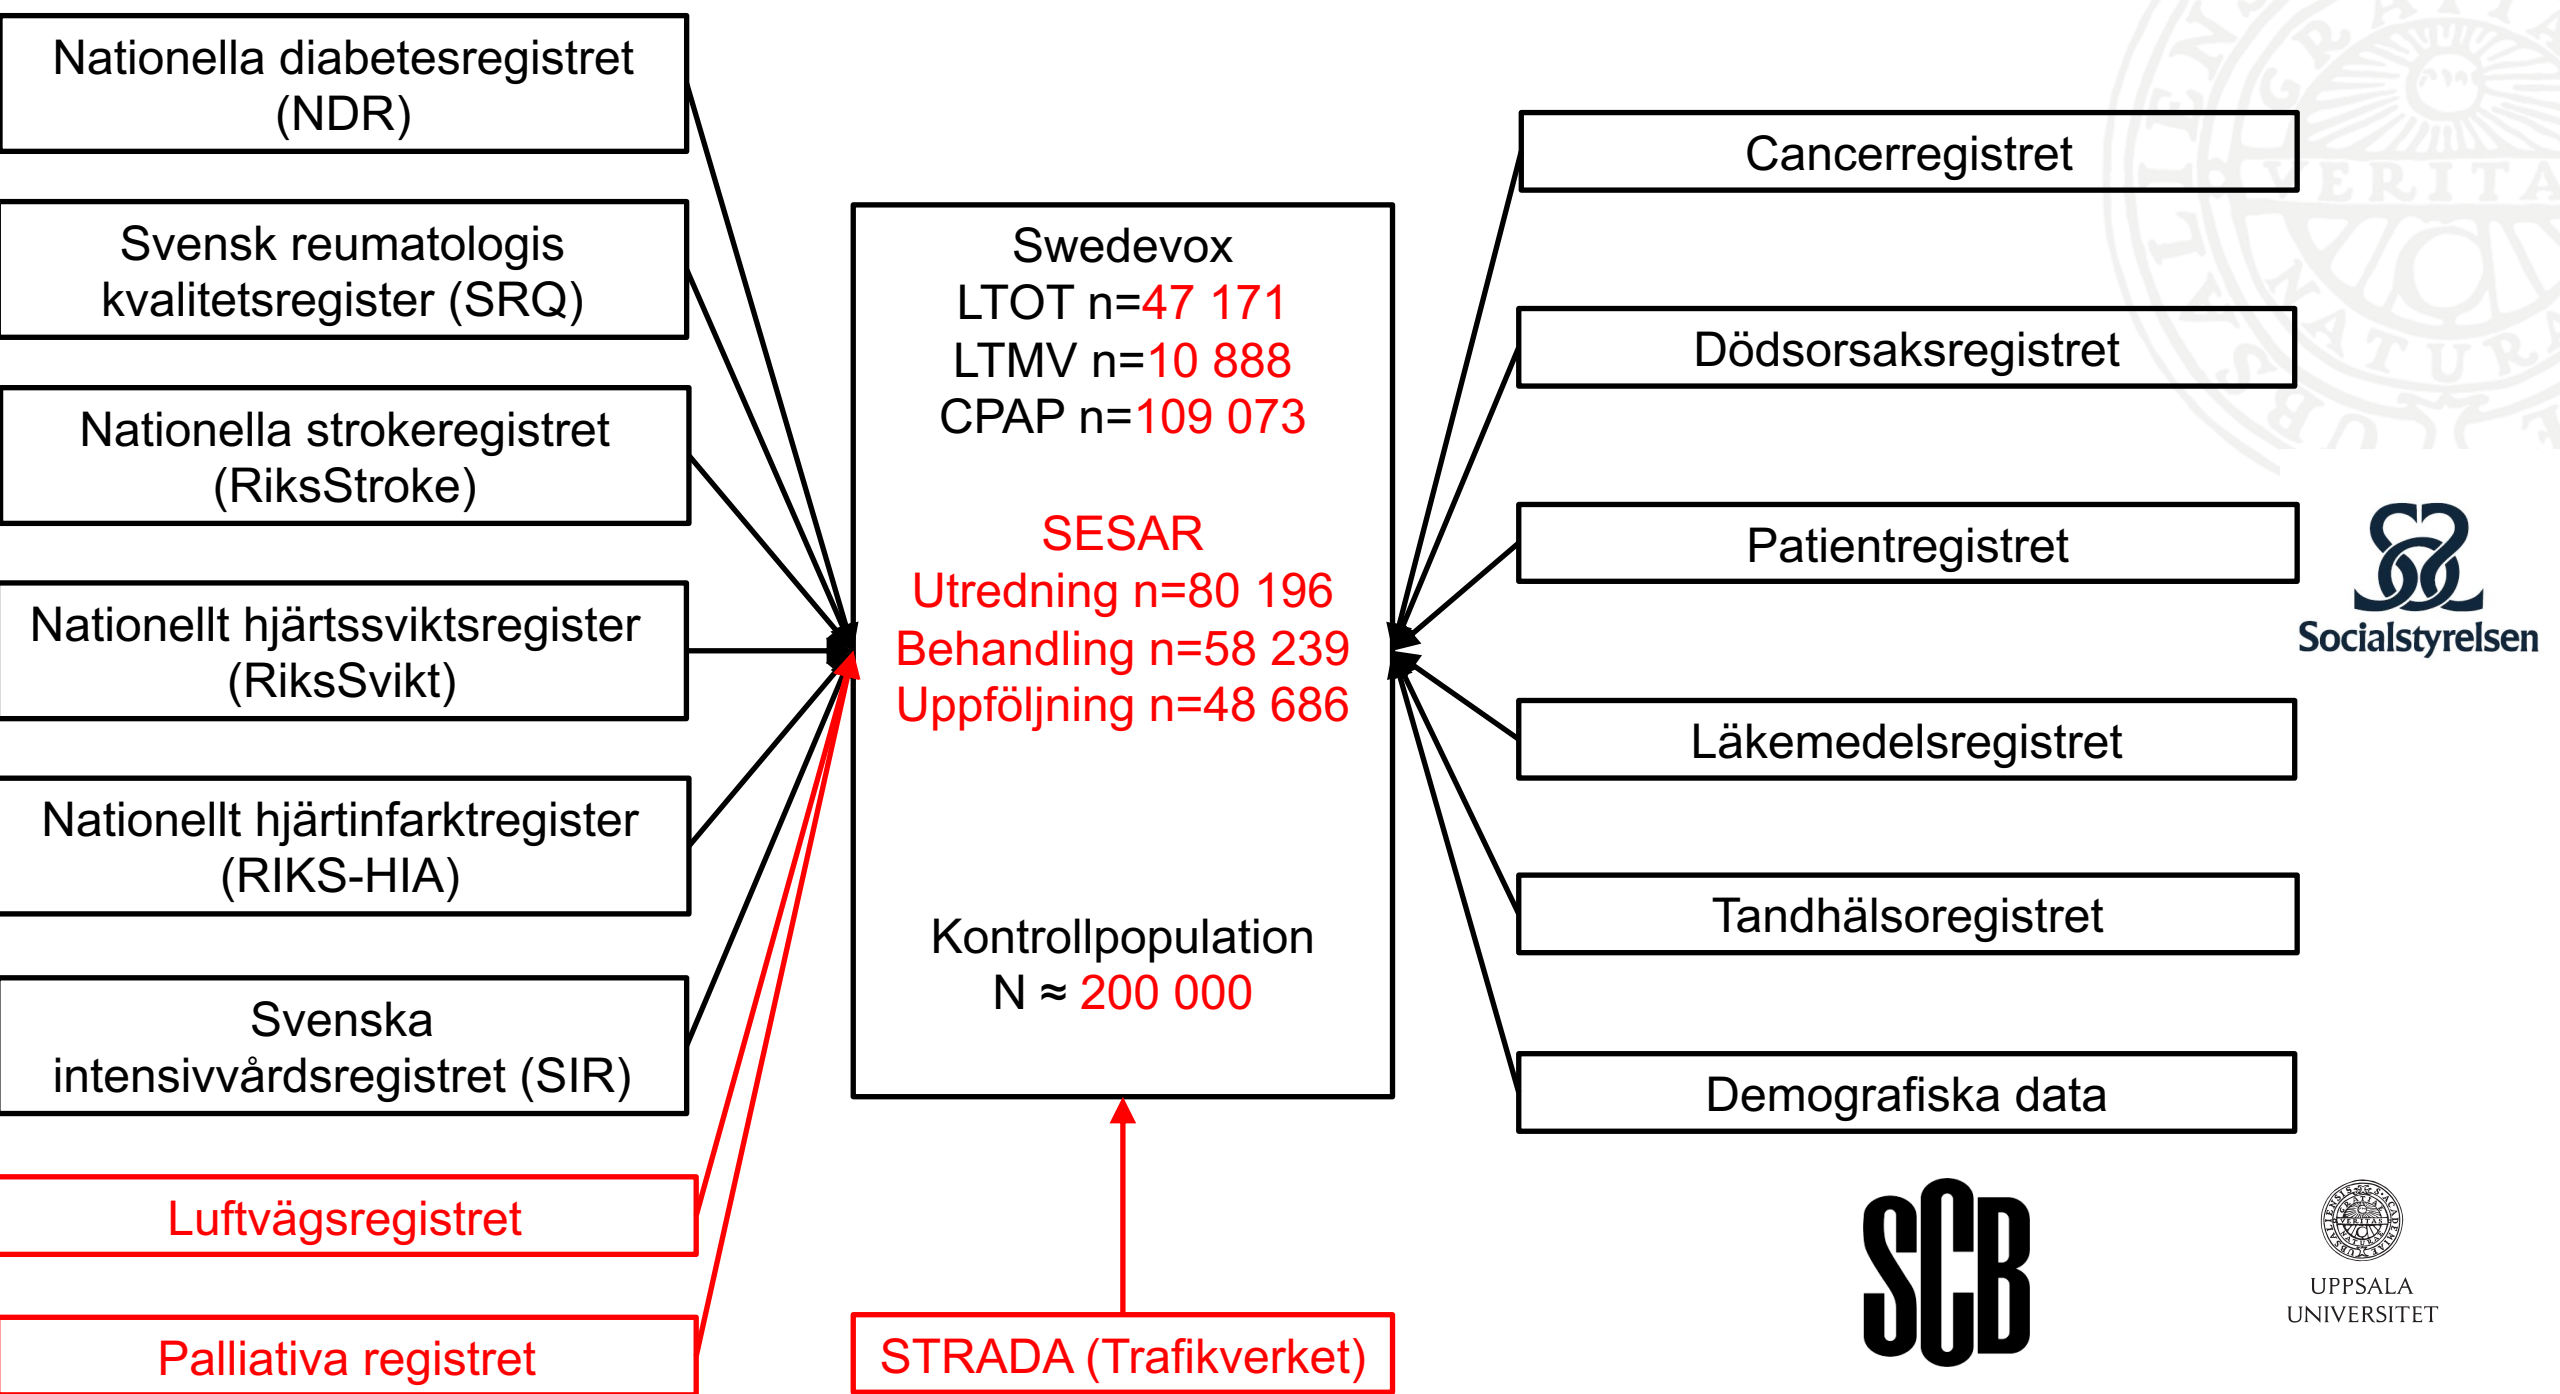 Nationella diabetesregistret
(NDR)
Svensk reumatologis
kvalitetsregister (SRQ)
Nationella strokeregistret
(RiksStroke)
Nationellt hjärtssviktsregister
(RiksSvikt)
Nationellt hjärtinfarktregister
(RIKS-HIA)
Svenska
intensivvårdsregistret (SIR)
Luftvägsregistret
Palliativa registret
Swedevox
LTOT n=47 171
LTMV n=10 888
CPAP n=109 073
SESAR
Utredning n=80 196
Behandling n=58 239
Uppföljning n=48 686
Kontrollpopulation
N ≈ 200 000
STRADA (Trafikverket)
Cancerregistret
Dödsorsaksregistret
Patientregistret
Läkemedelsregistret
Tandhälsoregistret
Demografiska data
Socialstyrelsen
SCB
UPPSALA
UNIVERSITET